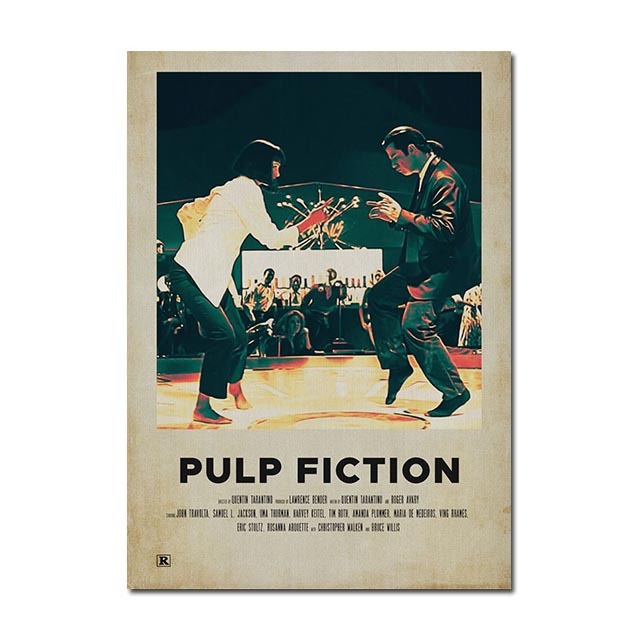 PULP FICTION
DIRECTED BY QUENTIN TARANTINO PRODUCED BY LAWRENCE BENDER WRITTEN BY QUENTIN TARANTINO AND ROGER AVARY
STARRING JOHN TRAVOLTA, SAMUEL L. JACKSON, UMA THURMAN, HARVEY KEITEL, TIM ROTH, AMANDA PLUMMER, MARIA DE MEDEIROS, VING RHAMES,
ERIC STOLTZ, ROSANNA ARQUETTE WITH CHRISTOPHER WALKEN AND BRUCE WILLIS
R